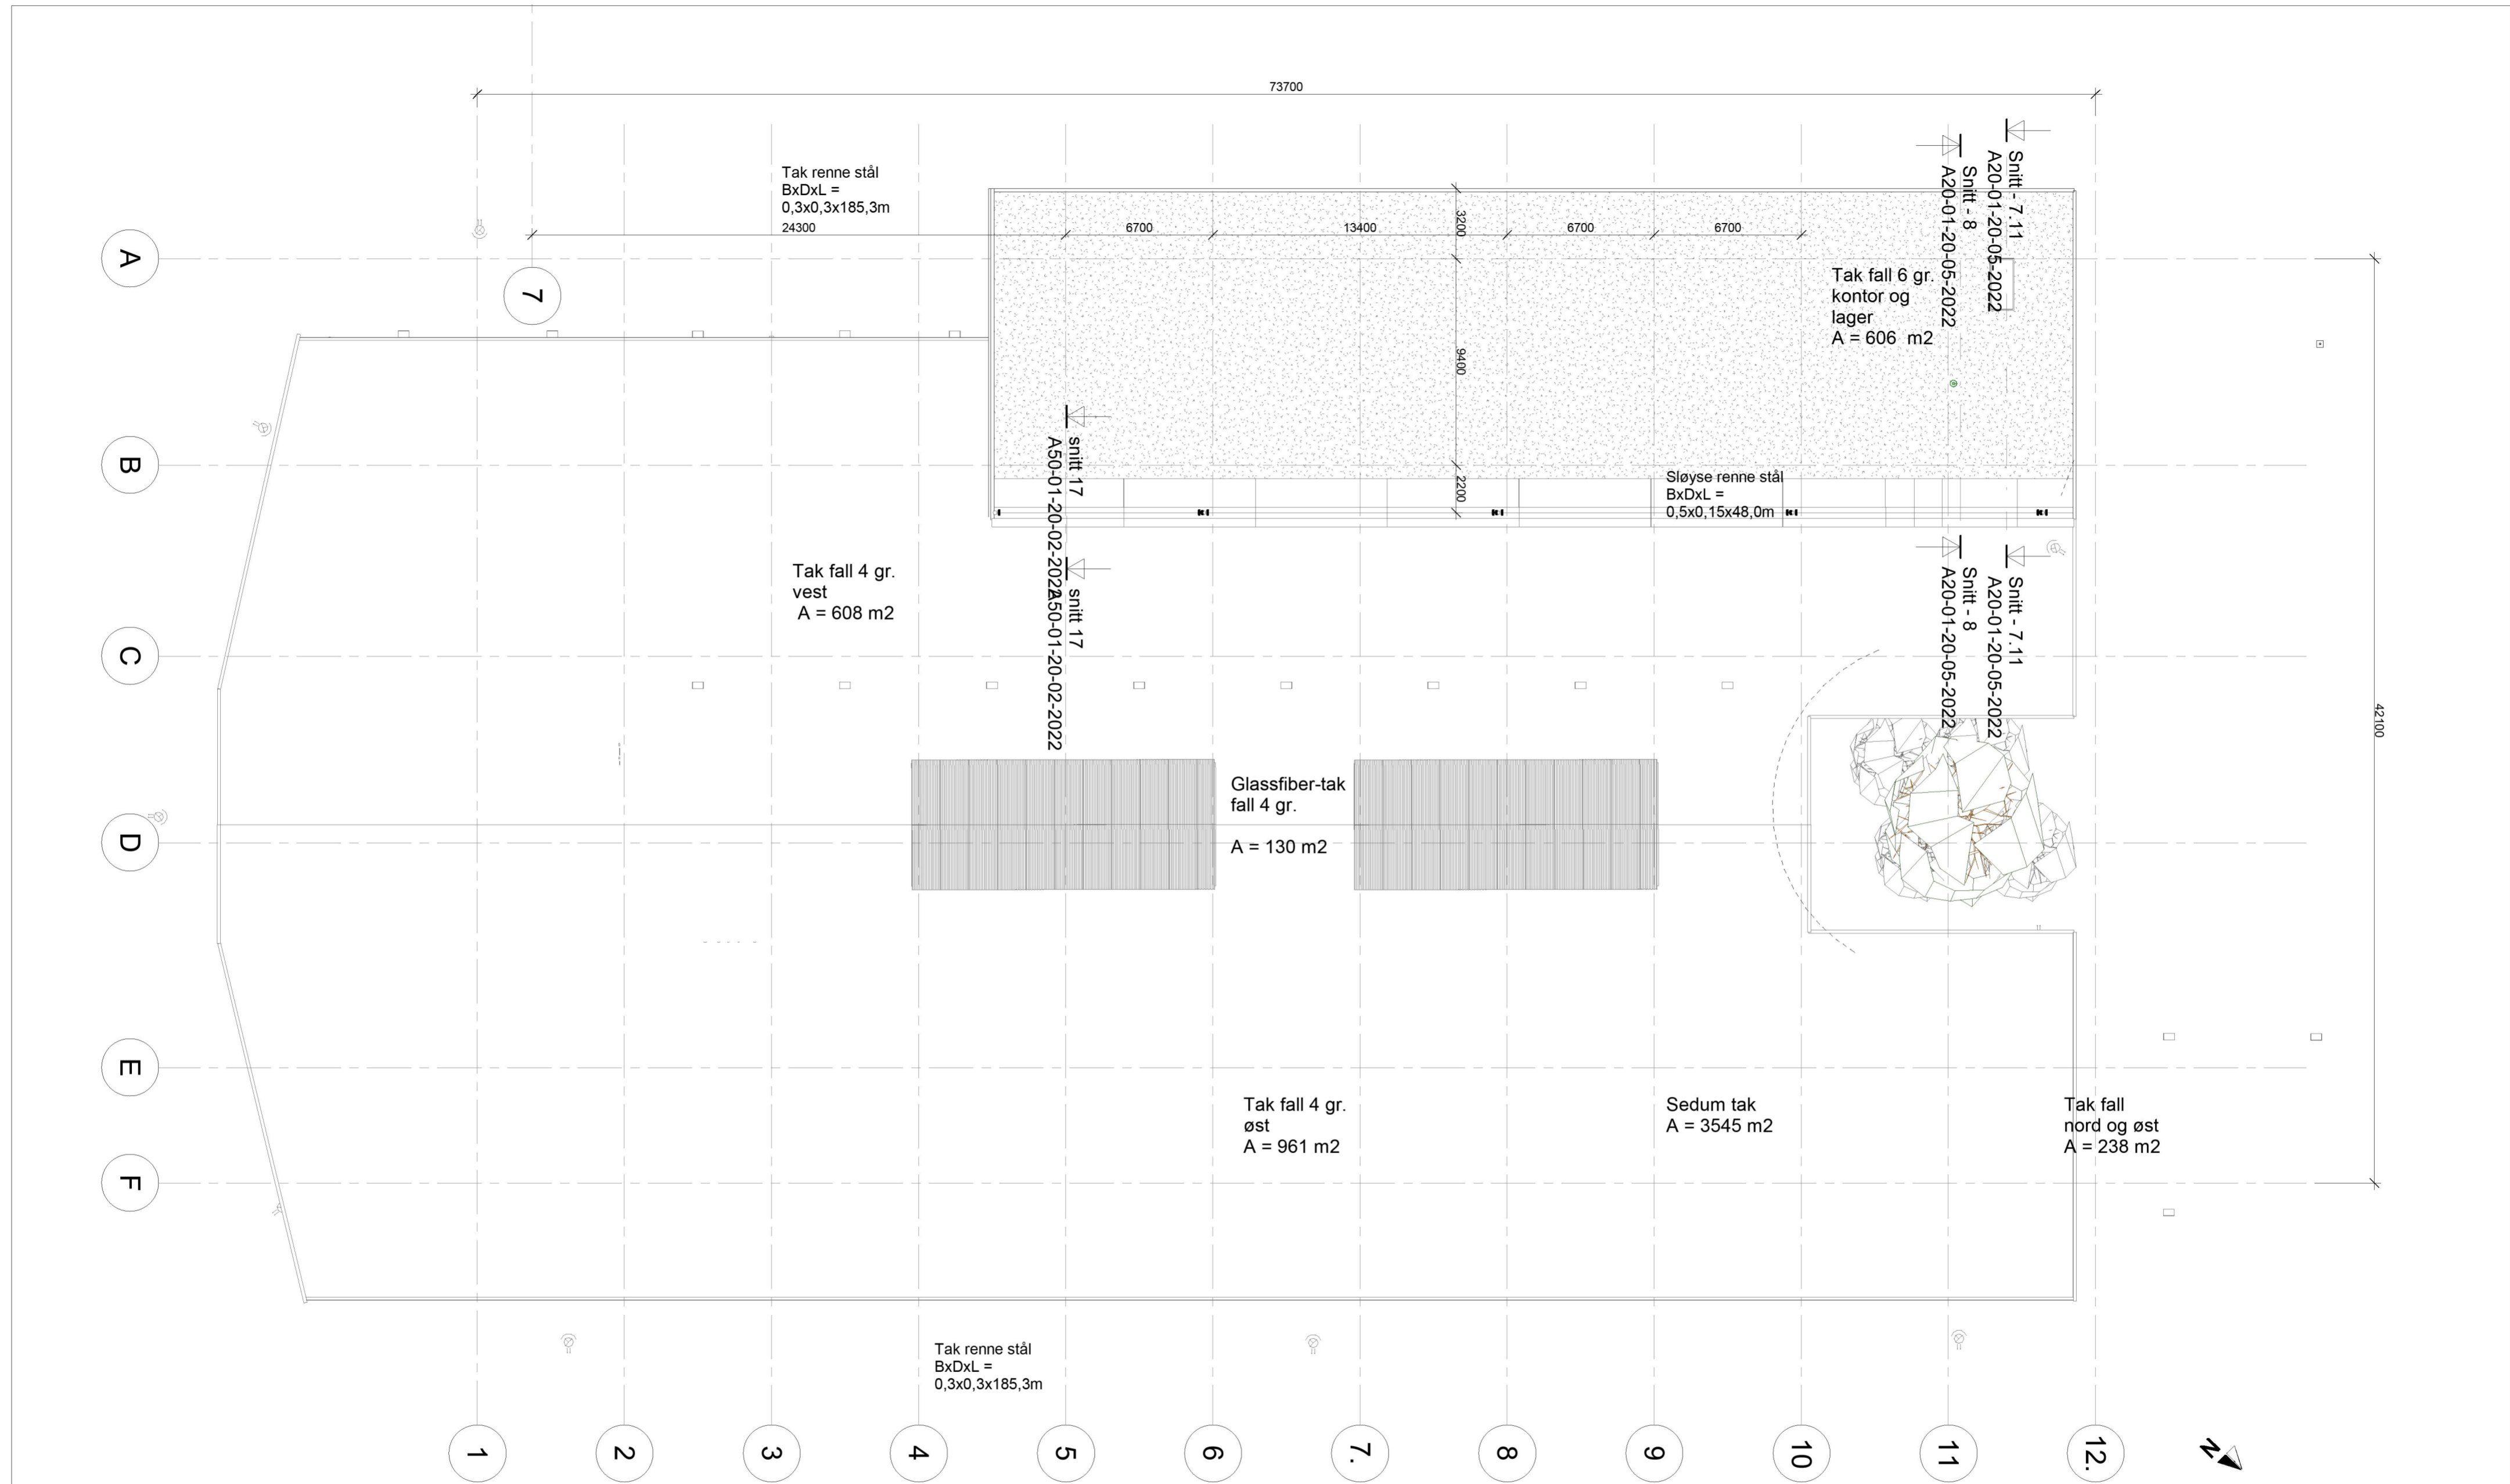 73700
Tak renne stål
BxDxL =
0,3x0,3x185,3m
24300
6700
13400
6700
6700
3200
9400
2200
42100
Snitt - 7.11
A20-01-20-05-2022
Snitt - 8
A20-01-20-05-2022
A
7
Tak fall 6 gr.
kontor og
lager
A = 606 m2
B
snitt 17
A50-01-20-02-2022
Sløyse renne stål
BxDxL =
0,5x0,15x48,0m
Tak fall 4 gr.
vest
A = 608 m2
snitt 17
A50-01-20-02-2022
Snitt - 8
A20-01-20-05-2022
Snitt - 7.11
A20-01-20-05-2022
C
Glassfiber-tak
fall 4 gr.
A = 130 m2
D
E
Tak fall 4 gr.
øst
A = 961 m2
Sedum tak
A = 3545 m2
Tak fall
nord og øst
A = 238 m2
F
Tak renne stål
BxDxL =
0,3x0,3x185,3m
1
2
3
4
5
6
7.
8
9
10
11
12.
N